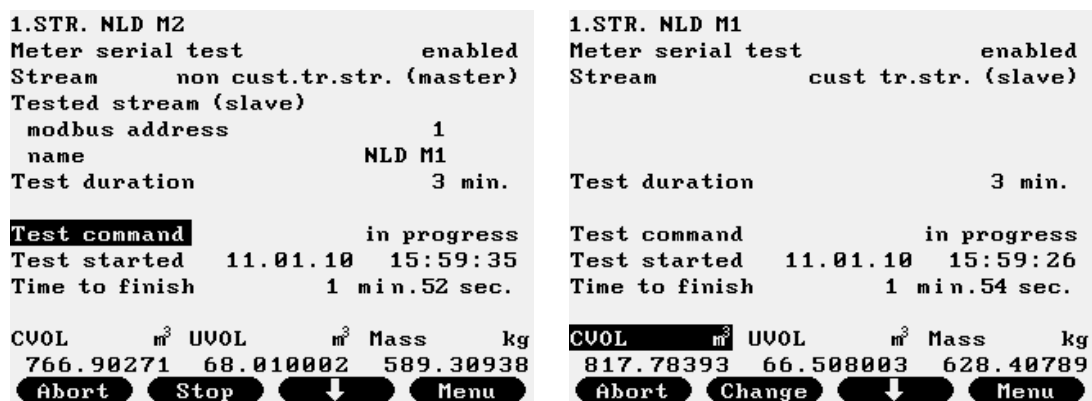 1.STR. NLD M2
Meter serial test enabled
Stream non cust.tr.str. (master)
Tested stream (slave)
modbus address 1
name NLD M1
Test duration 3 min.
Test command in progress
Test started 11.01.10 15:59:35
Time to finish 1 min.52 sec.
CVOL m³ UVOL m³ Mass kg
766.90271 68.010002 589.30938
Abort Stop ↓ Menu
1.STR. NLD M1
Meter serial test enabled
Stream cust tr.str. (slave)
Test duration 3 min.
Test command in progress
Test started 11.01.10 15:59:26
Time to finish 1 min.54 sec.
CVOL m³ UVOL m³ Mass kg
817.78393 66.508003 628.40789
Abort Change ↓ Menu